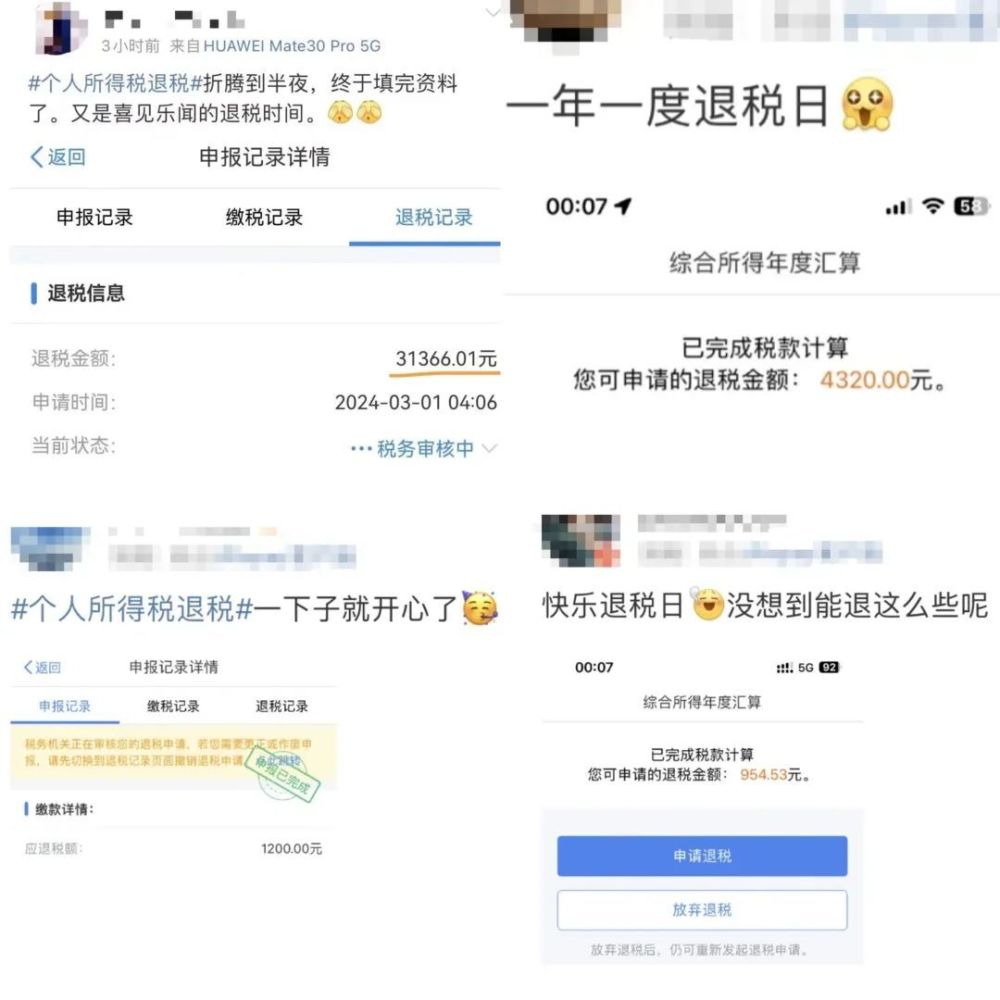 3小时前 来自HUAWEI Mate30 Pro 5G
#个人所得税退税#折腾到半夜，终于填完资料
了。又是喜见乐闻的退税时间。
返回 申报记录详情
申报记录 缴税记录 退税记录
退税信息
退税金额: 31366.01元
申请时间: 2024-03-01 04:06
当前状态: 税务审核中
一年一度退税日
00:07 58
综合所得年度汇算
已完成税款计算
您可申请的退税金额： 4320.00元。
#个人所得税退税#一下子就开心了
返回 申报记录详情
申报记录 缴税记录 退税记录
税务机关正在审核您的退税申请，若您需要更正或作废申
报，请先切换到退税记录页面撤销退税申请
申报已完成
缴款详情:
应退税额: 1200.00元
快乐退税日 没想到能退这么些呢
00:07 5G 92
综合所得年度汇算
已完成税款计算
您可申请的退税金额： 954.53元。
申请退税
放弃退税
放弃退税后，仍可重新发起退税申请。